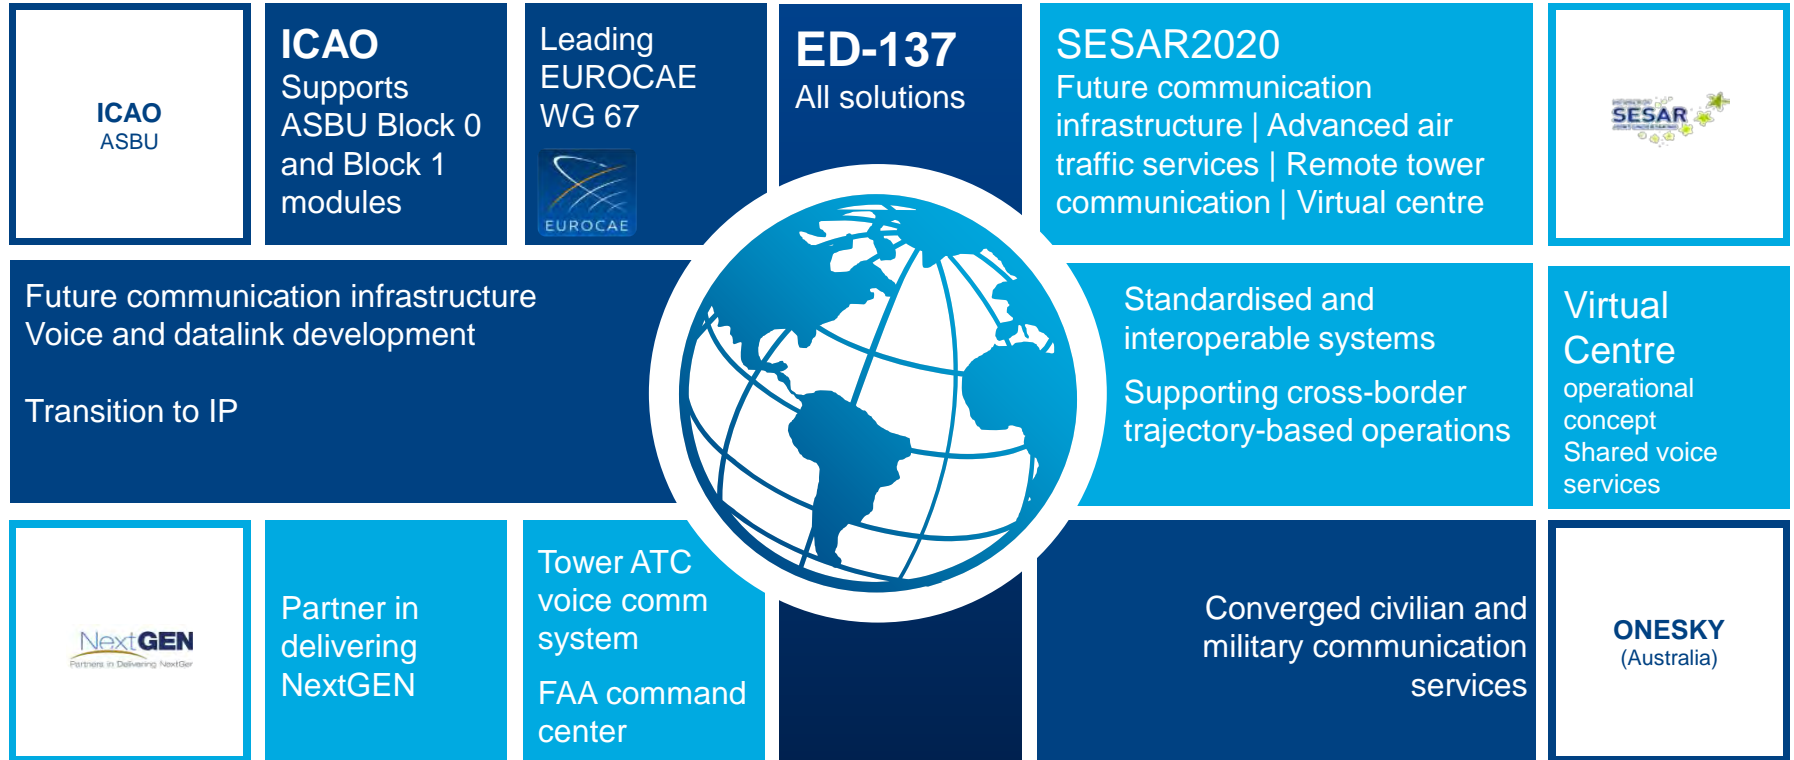 ICAO
ASBU
ICAO
Supports
ASBU Block 0
and Block 1
modules
Leading
EUROCAE
WG 67
EUROCAE
ED-137
All solutions
SESAR2020
Future communication
infrastructure | Advanced air
traffic services | Remote tower
communication | Virtual centre
SESAR
JOINT UNDERTAKING
Future communication infrastructure
Voice and datalink development
Transition to IP
Standardised and
interoperable systems
Supporting cross-border
trajectory-based operations
Virtual
Centre
operational
concept
Shared voice
services
NextGEN
Partners in Delivering NextGen
Partner in
delivering
NextGEN
Tower ATC
voice comm
system
FAA command
center
Converged civilian and
military communication
services
ONESKY
(Australia)